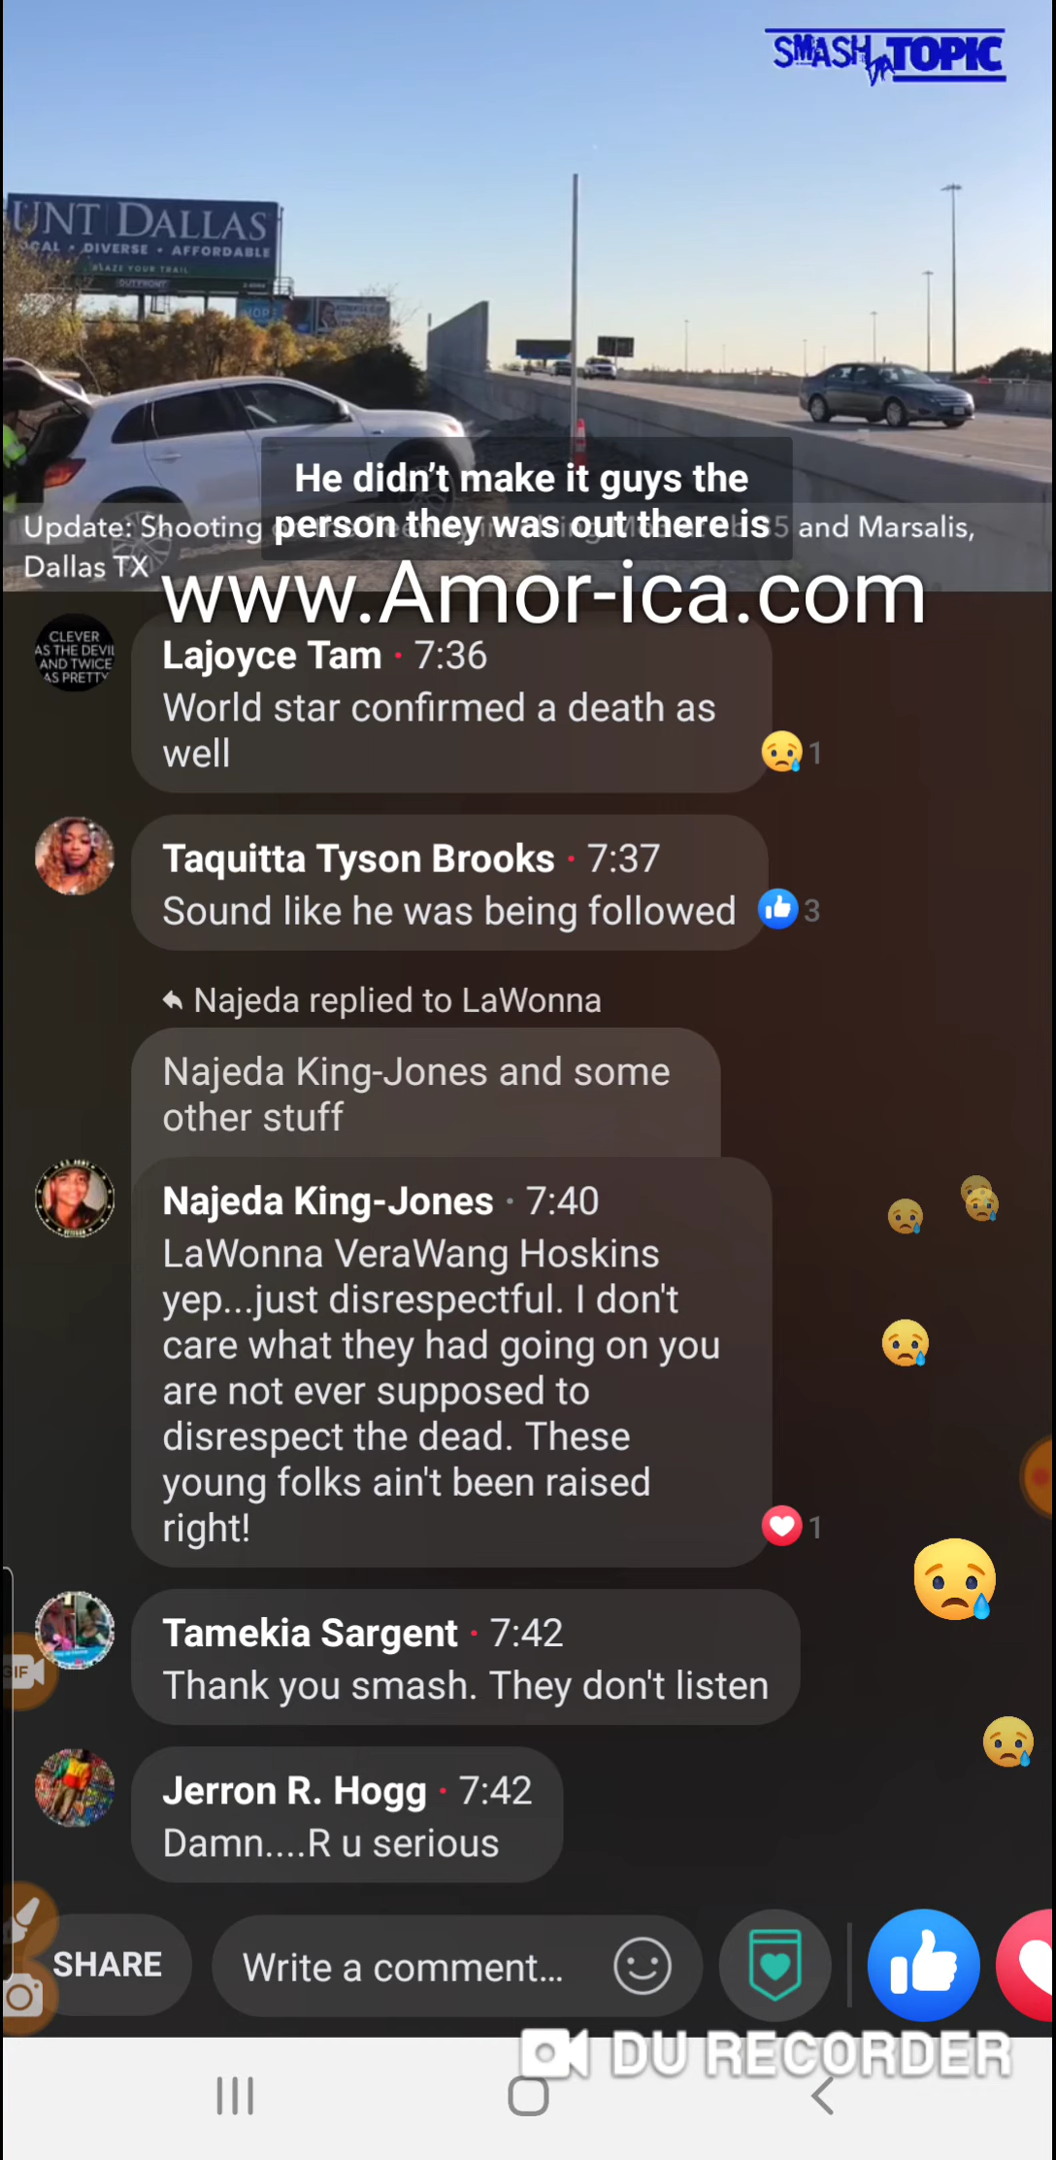 SMASH DA TOPIC
UNT DALLAS
CAL • DIVERSE • AFFORDABLE
BLAZE YOUR TRAIL
OUTFRONT
He didn't make it guys the
person they was out there is
Update: Shooting
35 and Marsalis,
Dallas TX
www.Amor-ica.com
CLEVER
AS THE DEVIL
AND TWICE
AS PRETTY
Lajoyce Tam • 7:36
World star confirmed a death as
well
1
Taquitta Tyson Brooks • 7:37
Sound like he was being followed
3
Najeda replied to LaWonna
Najeda King-Jones and some
other stuff
Najeda King-Jones • 7:40
LaWonna VeraWang Hoskins
yep...just disrespectful. I don't
care what they had going on you
are not ever supposed to
disrespect the dead. These
young folks ain't been raised
right!
1
Tamekia Sargent • 7:42
Thank you smash. They don't listen
GIF
Jerron R. Hogg • 7:42
Damn....R u serious
SHARE
Write a comment...
DU RECORDER